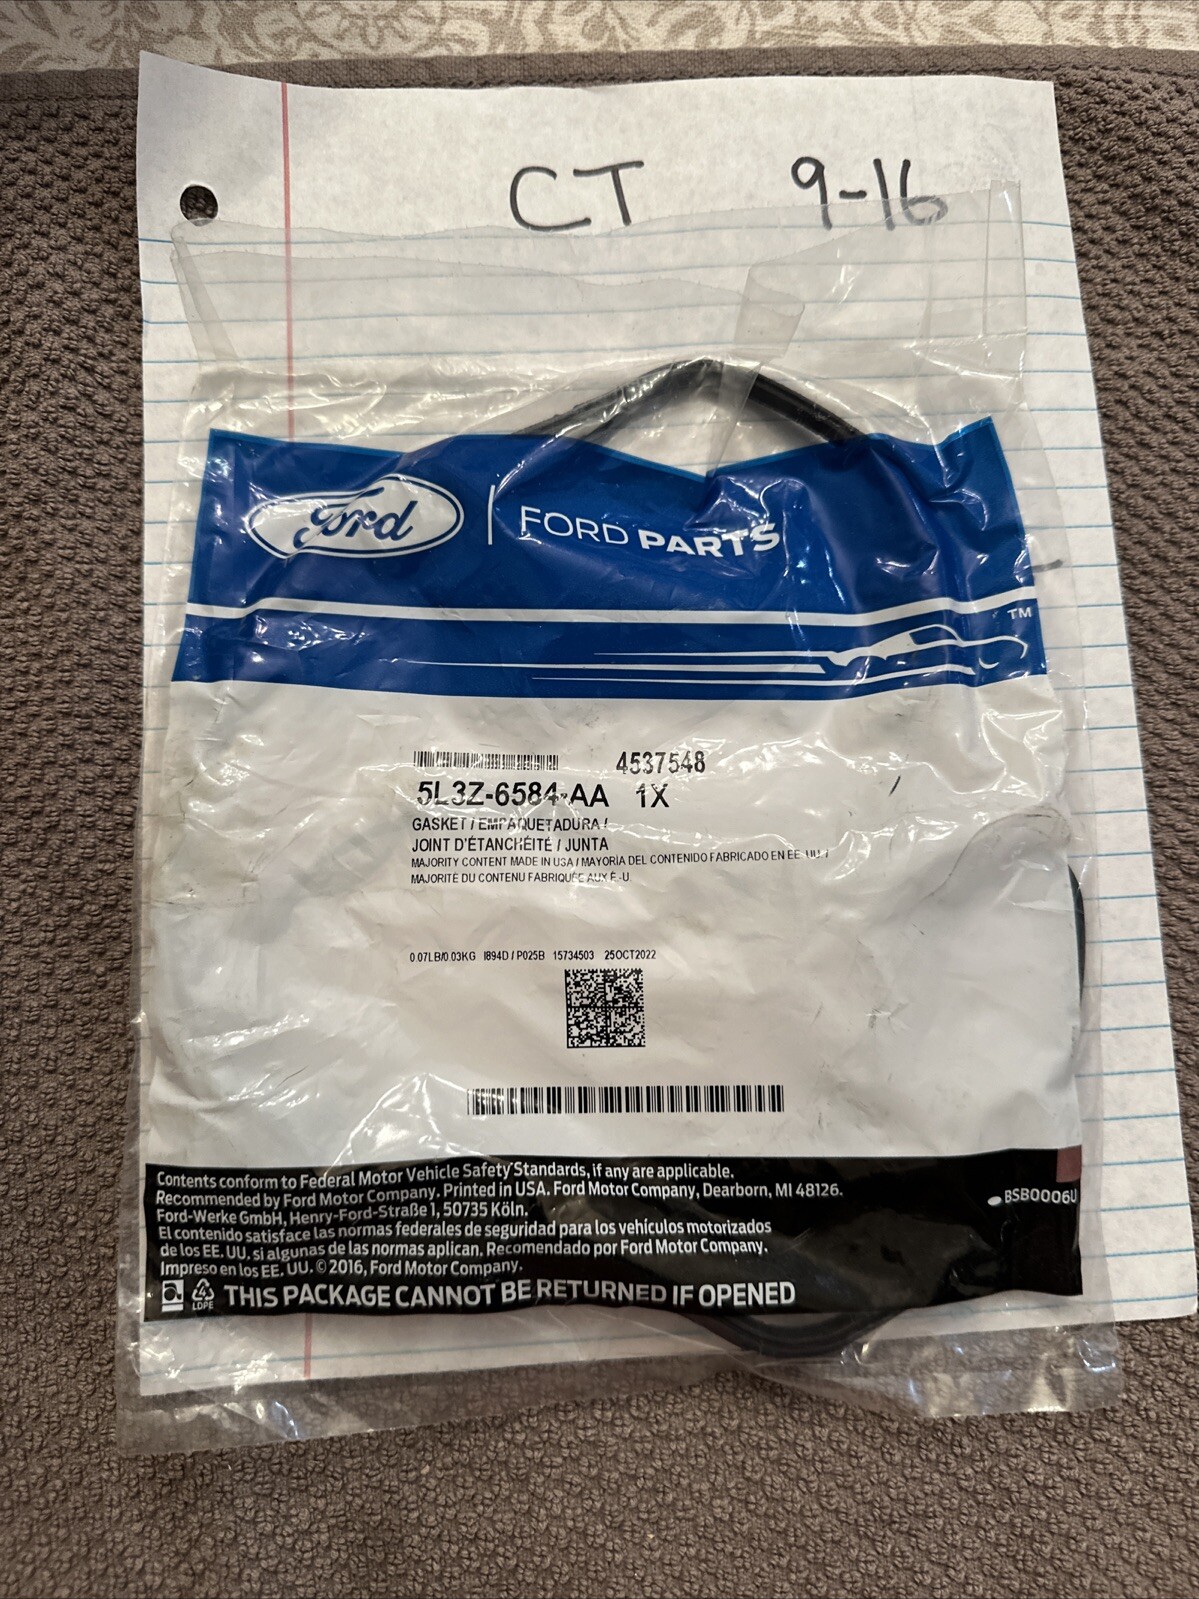 CT 9-16
Ford | FORD PARTS
TM
4537548
5L3Z-6584-AA 1X
GASKET / EMPAQUETADURA /
JOINT D'ÉTANCHÉITÉ / JUNTA
MAJORITY CONTENT MADE IN USA / MAYORIA DEL CONTENIDO FABRICADO EN EE. UU. /
MAJORITÉ DU CONTENU FABRIQUÉE AUX É.-U.
0.07LB/0.03KG I894D / P025B 15734503 25OCT2022
Contents conform to Federal Motor Vehicle Safety Standards, if any are applicable.
Recommended by Ford Motor Company. Printed in USA. Ford Motor Company, Dearborn, MI 48126.
Ford-Werke GmbH, Henry-Ford-Straße 1, 50735 Köln.
El contenido satisface las normas federales de seguridad para los vehículos motorizados
de los EE. UU. si algunas de las normas aplican. Recomendado por Ford Motor Company.
Impreso en los EE. UU. © 2016, Ford Motor Company.
BSB0006U
4
LDPE
THIS PACKAGE CANNOT BE RETURNED IF OPENED